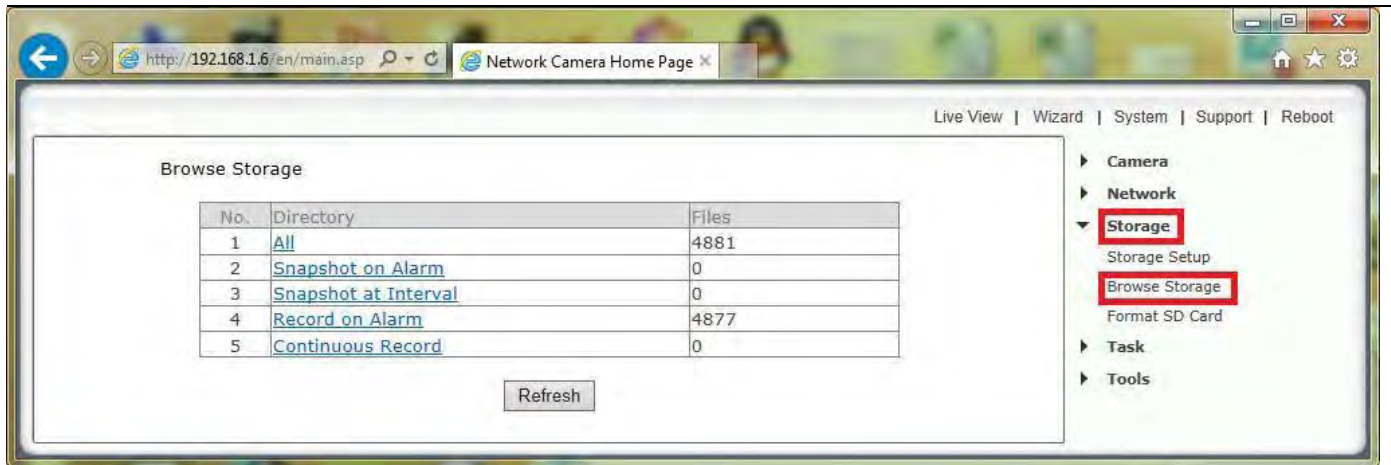 http://192.168.1.6/en/main.asp
Network Camera Home Page
Live View | Wizard | System | Support | Reboot
Browse Storage
No. Directory Files
1 All 4881
2 Snapshot on Alarm 0
3 Snapshot at Interval 0
4 Record on Alarm 4877
5 Continuous Record 0
Refresh
Camera
Network
Storage
Storage Setup
Browse Storage
Format SD Card
Task
Tools